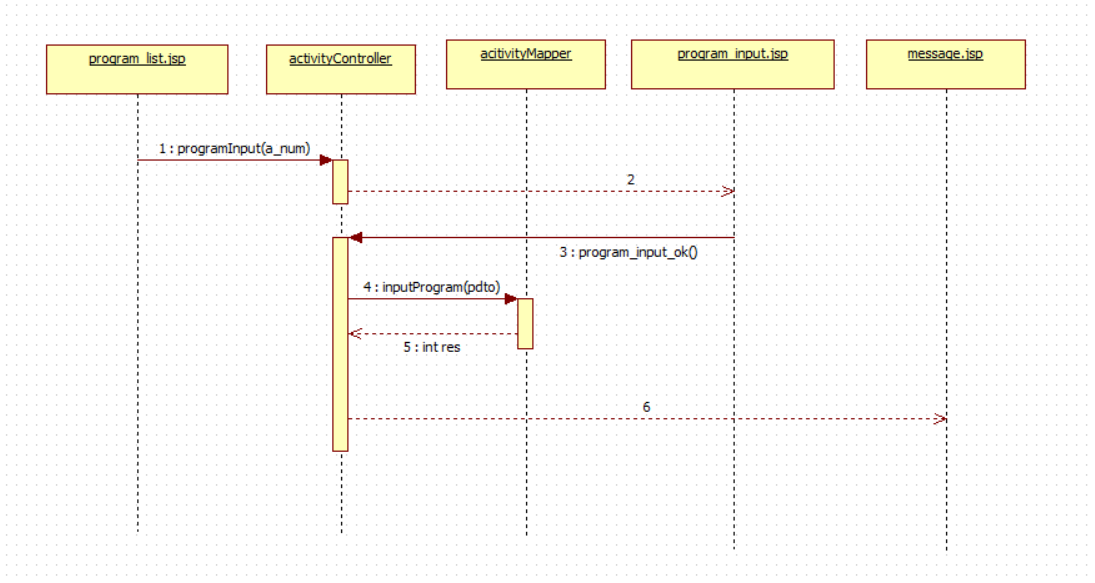 program_list.jsp
activityController
acitivityMapper
program_input.jsp
message.jsp
1 : programInput(a_num)
2
3 : program_input_ok()
4 : inputProgram(pdto)
5 : int res
6